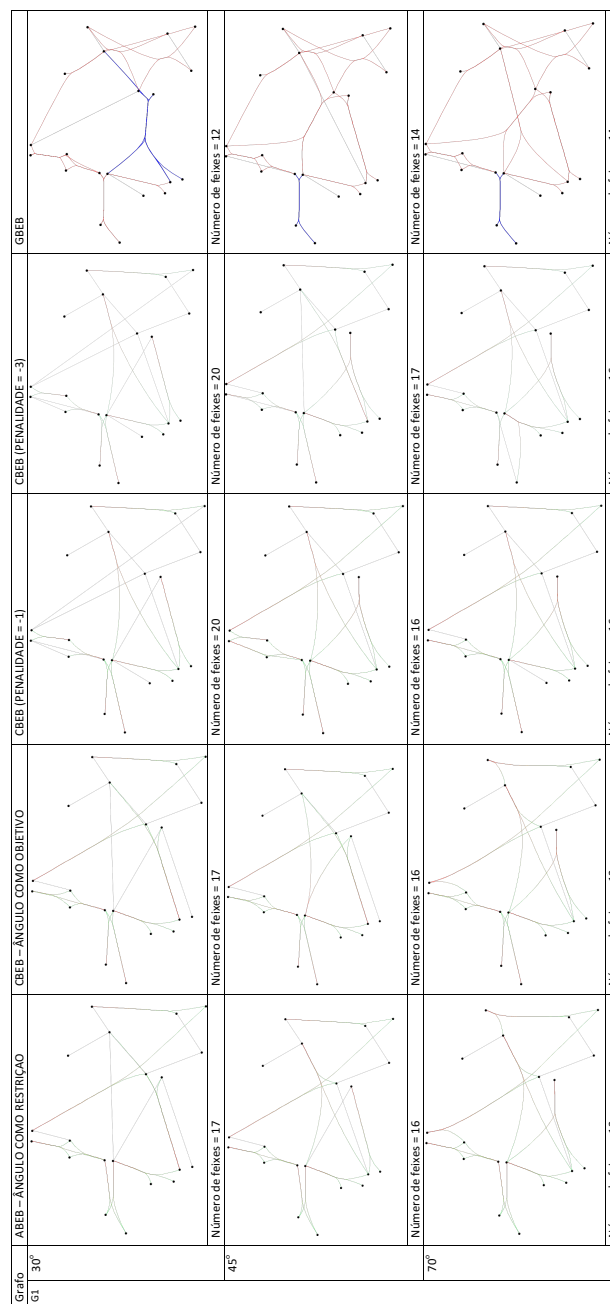 Grafo
ABEB – ÂNGULO COMO RESTRIÇAO
CBEB – ÂNGULO COMO OBJETIVO
CBEB (PENALIDADE = -1)
CBEB (PENALIDADE = -3)
GBEB
G1
30°
Número de feixes = 17
Número de feixes = 17
Número de feixes = 20
Número de feixes = 20
Número de feixes = 12
45°
Número de feixes = 16
Número de feixes = 16
Número de feixes = 16
Número de feixes = 17
Número de feixes = 14
70°